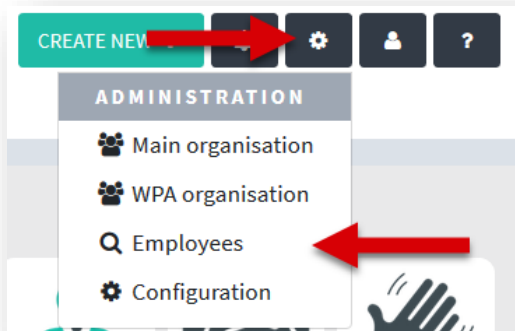 CREATE NEW
?
ADMINISTRATION
Main organisation
WPA organisation
Employees
Configuration